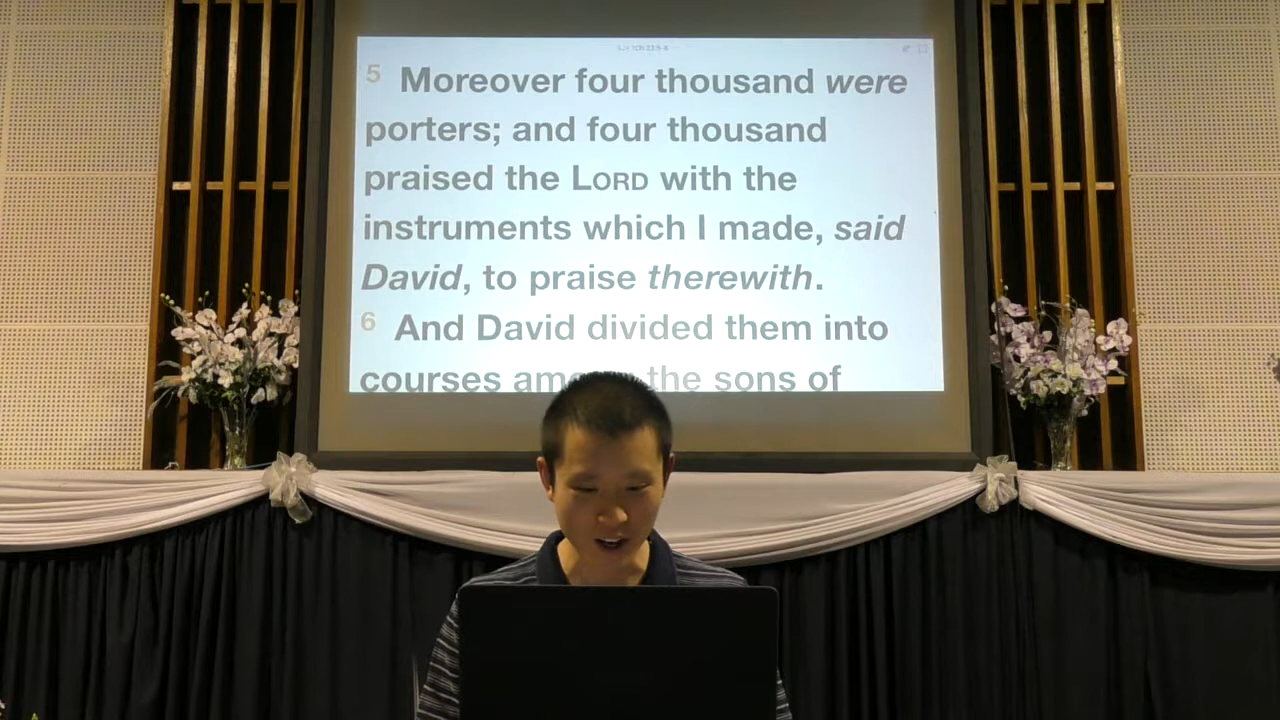 5 Moreover four thousand were
porters; and four thousand
praised the LORD with the
instruments which I made, said
David, to praise therewith.
6 And David divided them into
courses the sons of